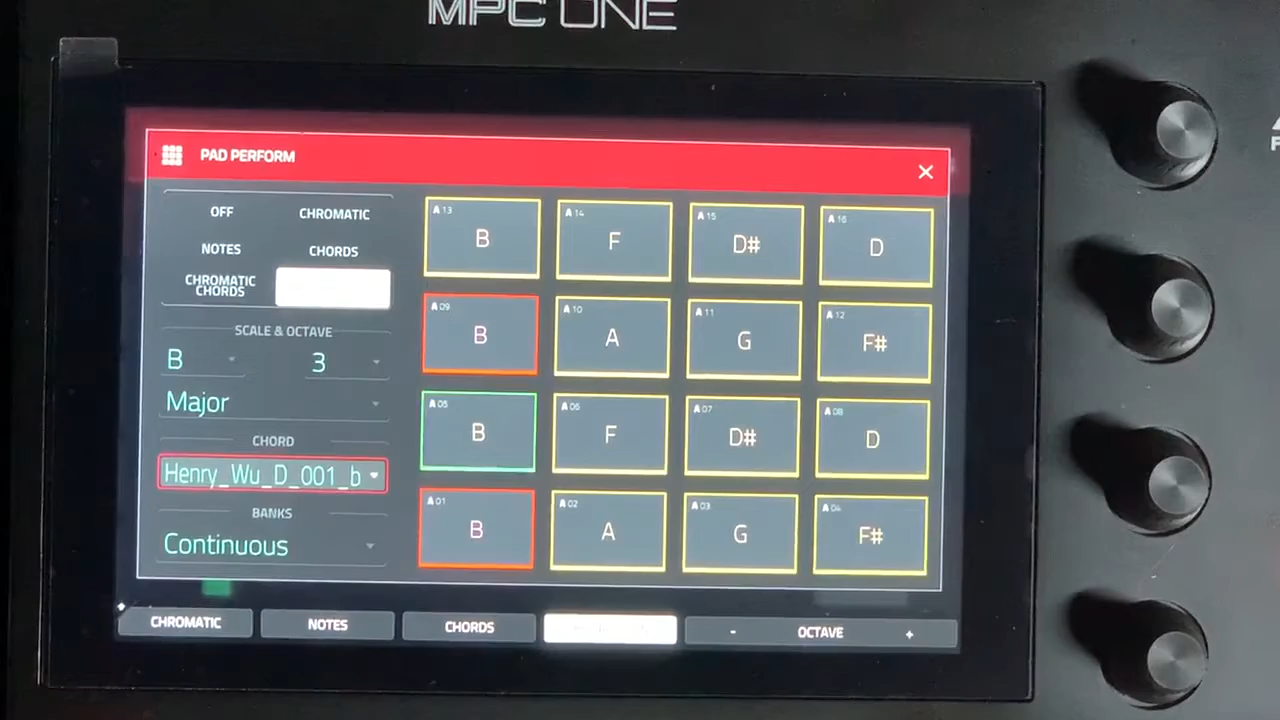 MPC ONE
PAD PERFORM
OFF CHROMATIC
NOTES CHORDS
CHROMATIC
CHORDS
SCALE & OCTAVE
B 3
Major
CHORD
Henry_Wu_D_001_b
BANKS
Continuous
A 13 A 14 A 15 A 16
B F D# D
A 09 A 10 A 11 A 12
B A G F#
A 05 A 06 A 07 A 08
B F D# D
A 01 A 02 A 03 A 04
B A G F#
CHROMATIC NOTES CHORDS - OCTAVE +